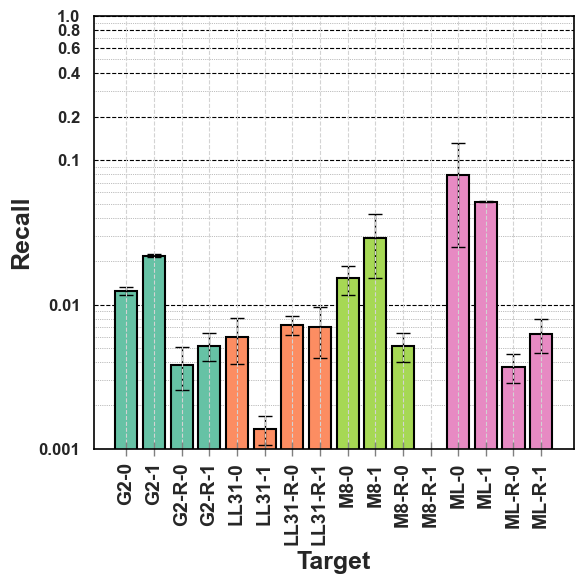 1.0
0.8
0.6
0.4
0.2
0.1
0.01
0.001
Recall
G2-0
G2-1
G2-R-0
G2-R-1
LL31-0
LL31-1
LL31-R-0
LL31-R-1
M8-0
M8-1
M8-R-0
M8-R-1
ML-0
ML-1
ML-R-0
ML-R-1
Target